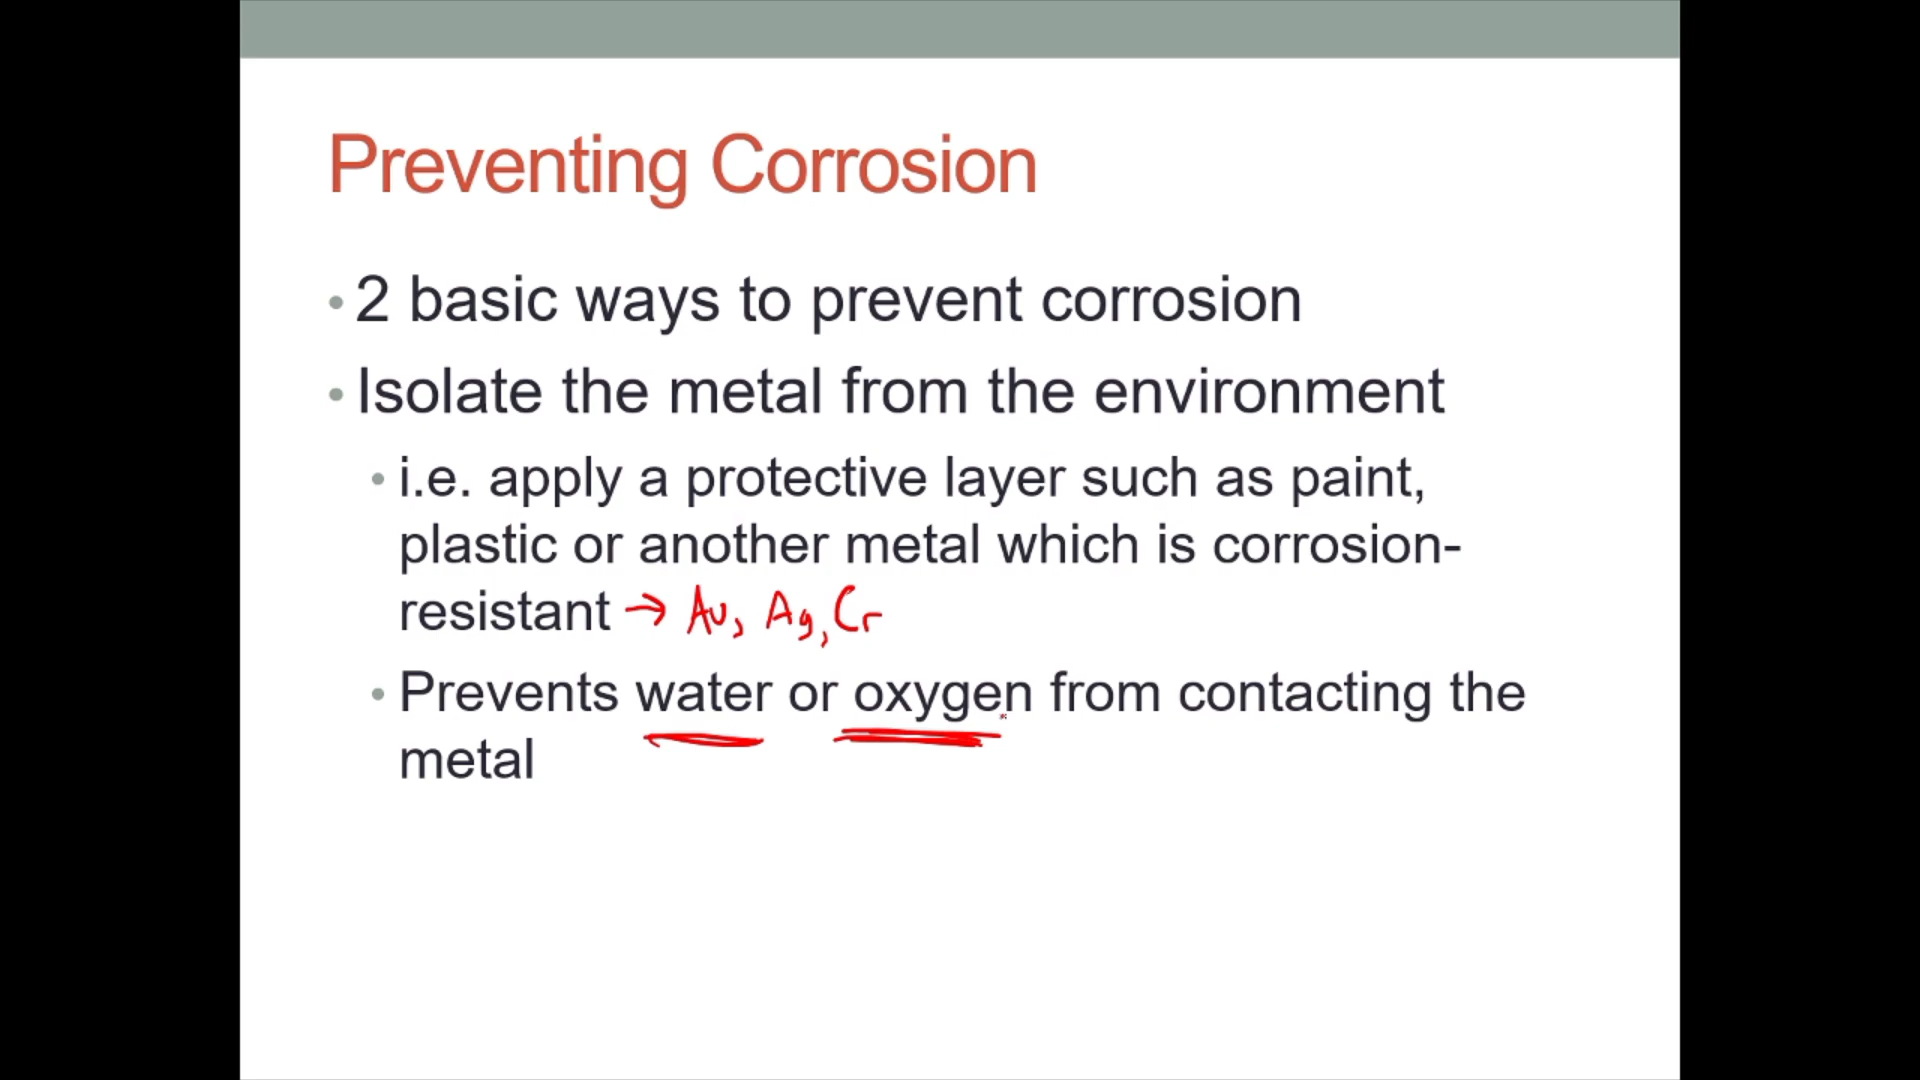 Preventing Corrosion
• 2 basic ways to prevent corrosion
• Isolate the metal from the environment
• i.e. apply a protective layer such as paint,
plastic or another metal which is corrosion-
resistant → Au, Ag, Cr
• Prevents water or oxygen from contacting the
metal